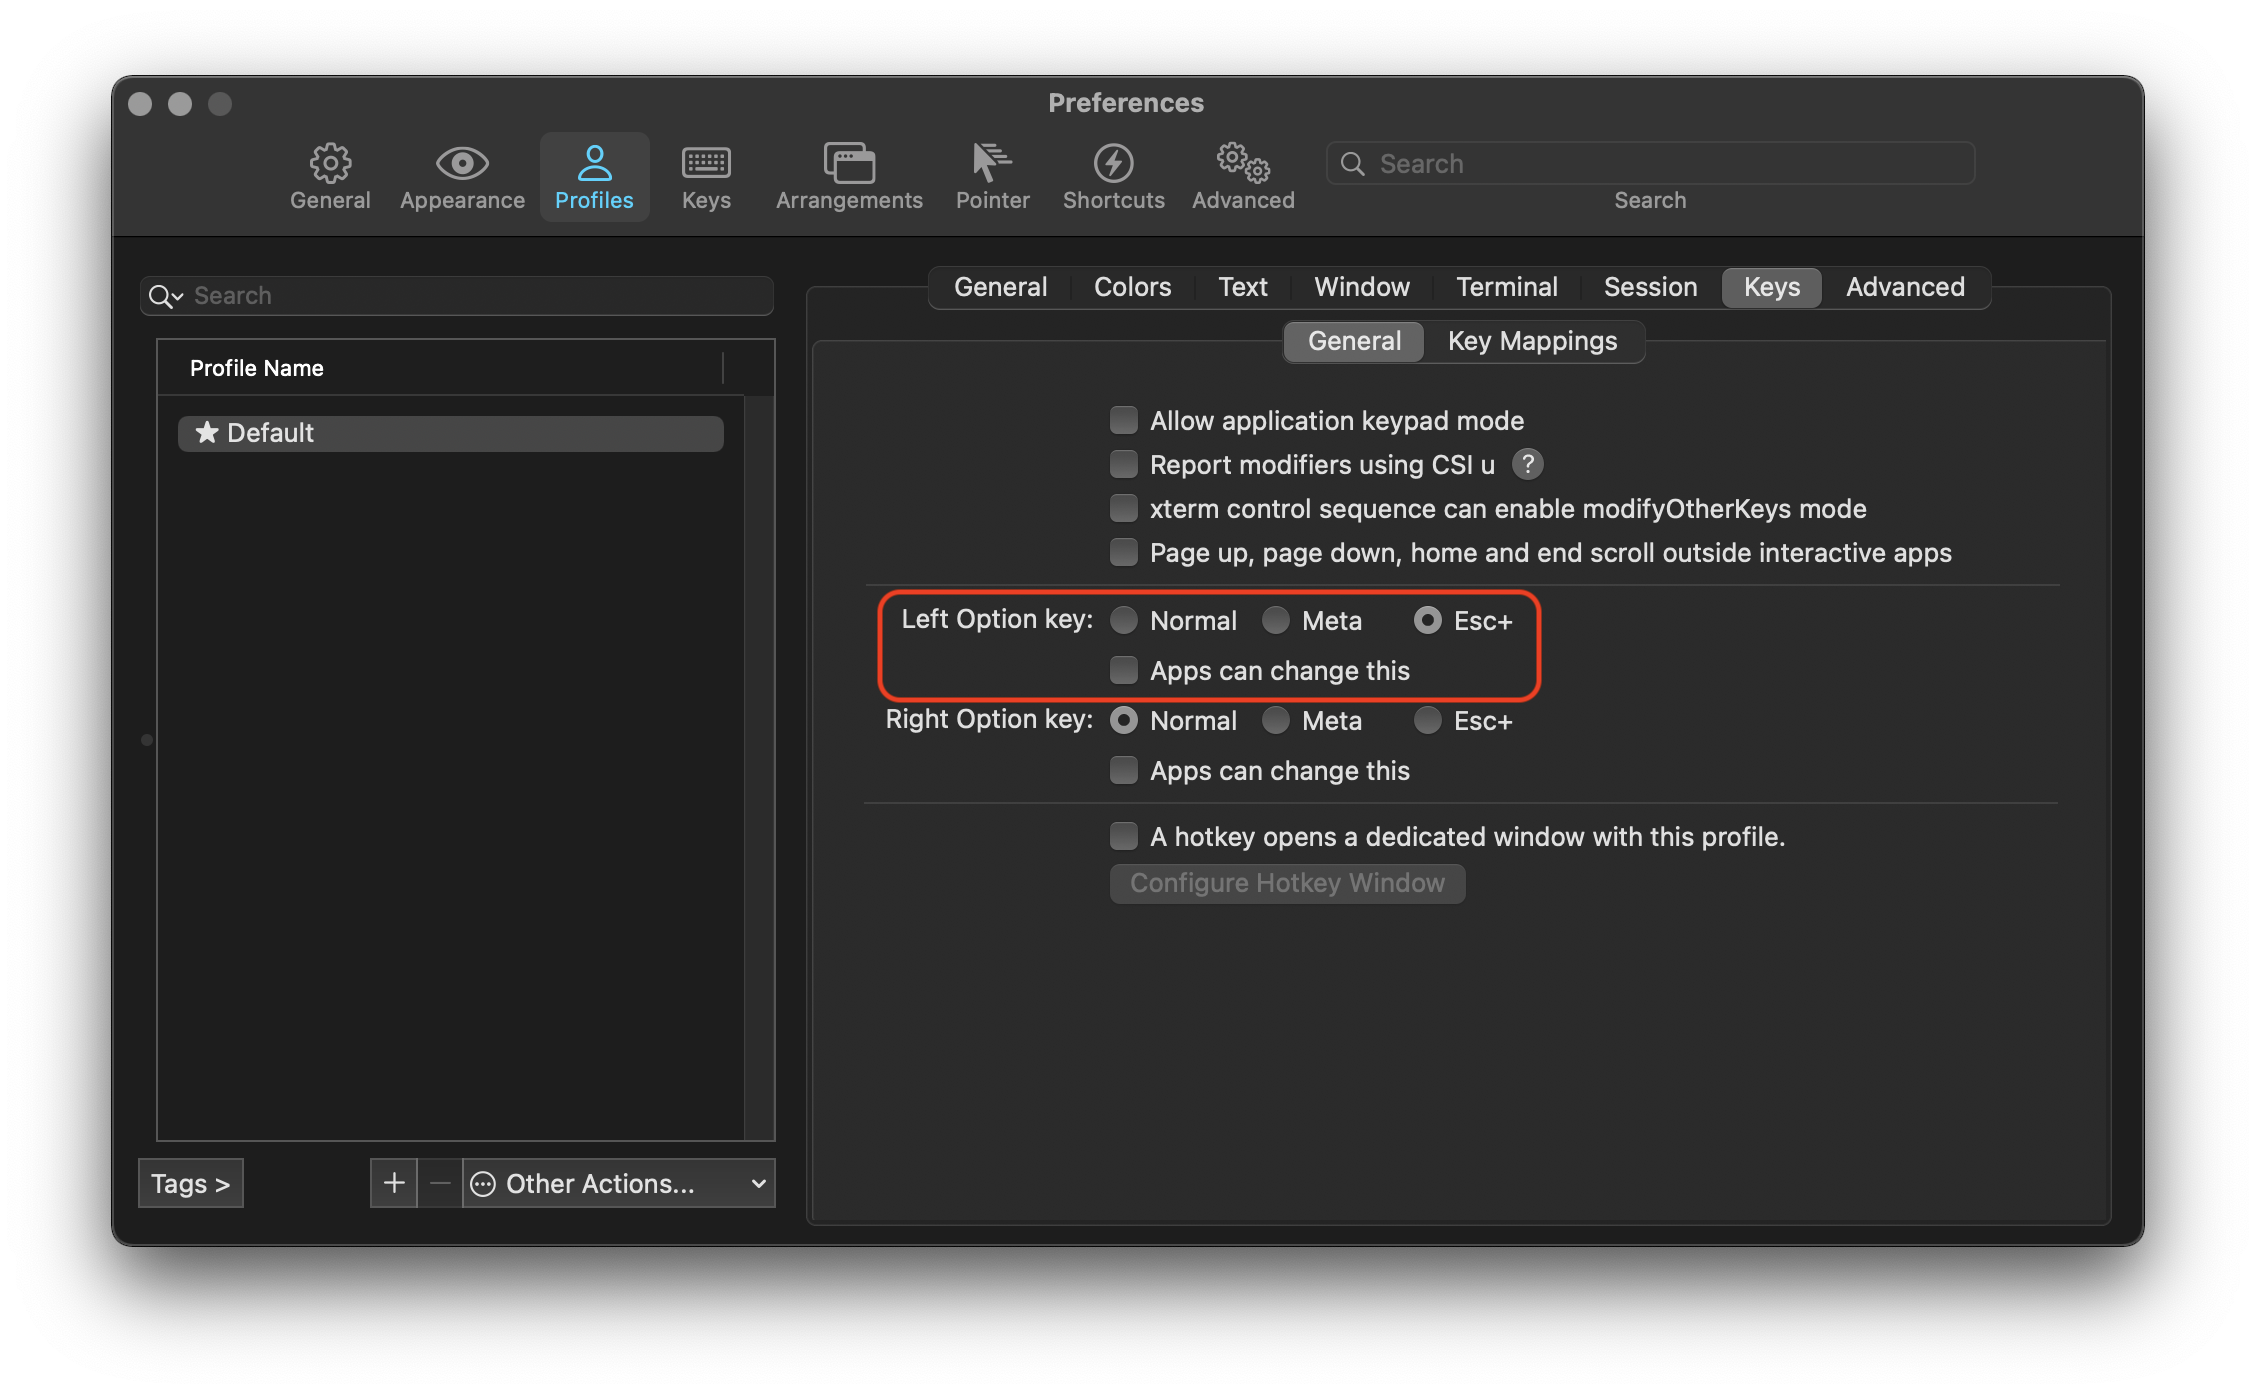 Preferences
General Appearance Profiles Keys Arrangements Pointer Shortcuts Advanced Search
Search
Search
General Colors Text Window Terminal Session Keys Advanced
General Key Mappings
Profile Name
★ Default
Allow application keypad mode
Report modifiers using CSI u ?
xterm control sequence can enable modifyOtherKeys mode
Page up, page down, home and end scroll outside interactive apps
Left Option key: Normal Meta Esc+
Apps can change this
Right Option key: Normal Meta Esc+
Apps can change this
A hotkey opens a dedicated window with this profile.
Configure Hotkey Window
Tags >
+ − Other Actions...